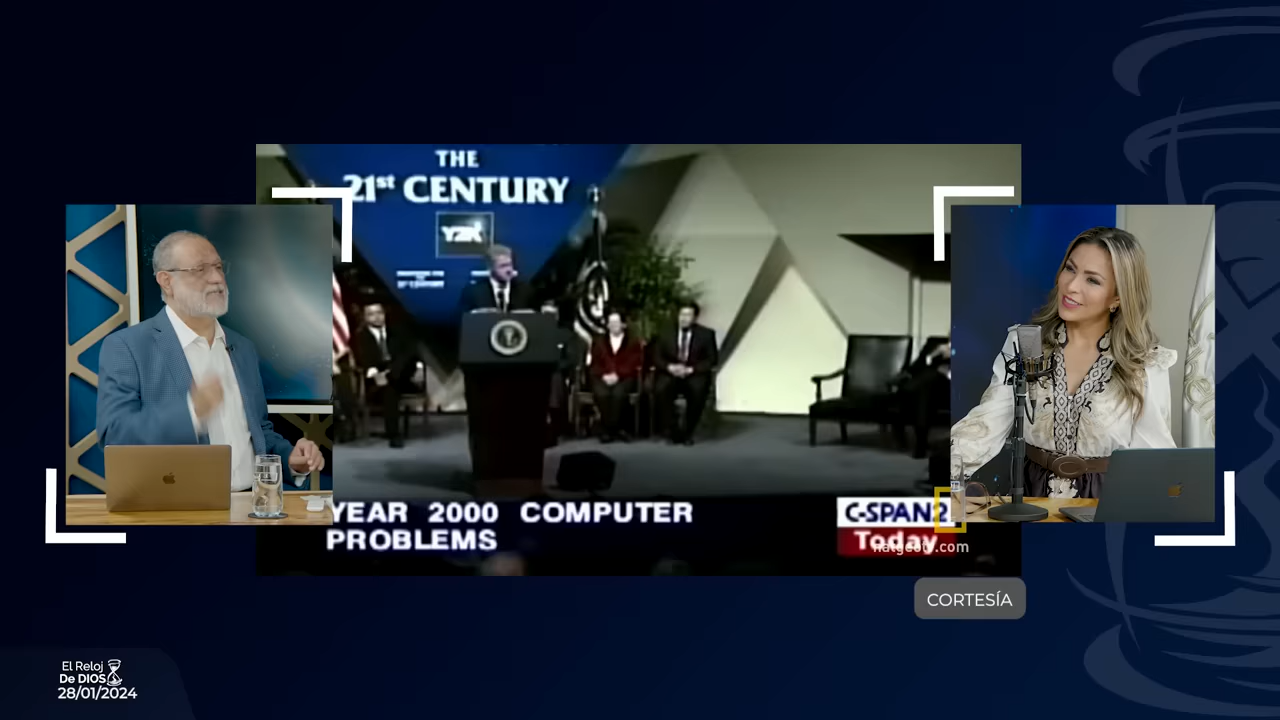 THE
21st CENTURY
Y2K
YEAR 2000 COMPUTER
PROBLEMS
C-SPAN2
Today
natgeotv.com
CORTESÍA
El Reloj
De DIOS
28/01/2024